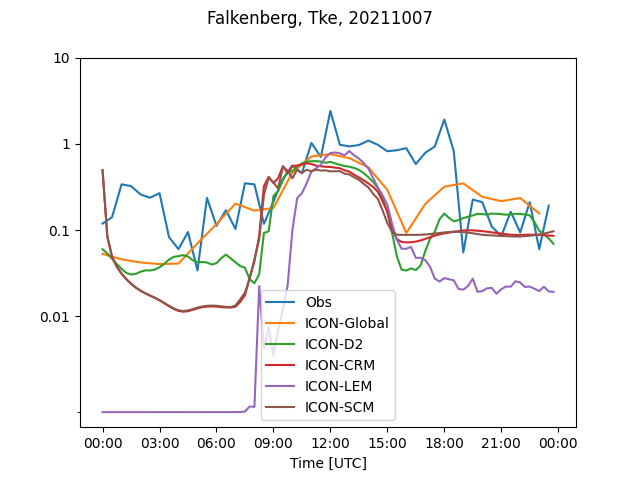 Falkenberg, Tke, 20211007
10
1
0.1
0.01
Obs
ICON-Global
ICON-D2
ICON-CRM
ICON-LEM
ICON-SCM
00:00 03:00 06:00 09:00 12:00 15:00 18:00 21:00 00:00
Time [UTC]